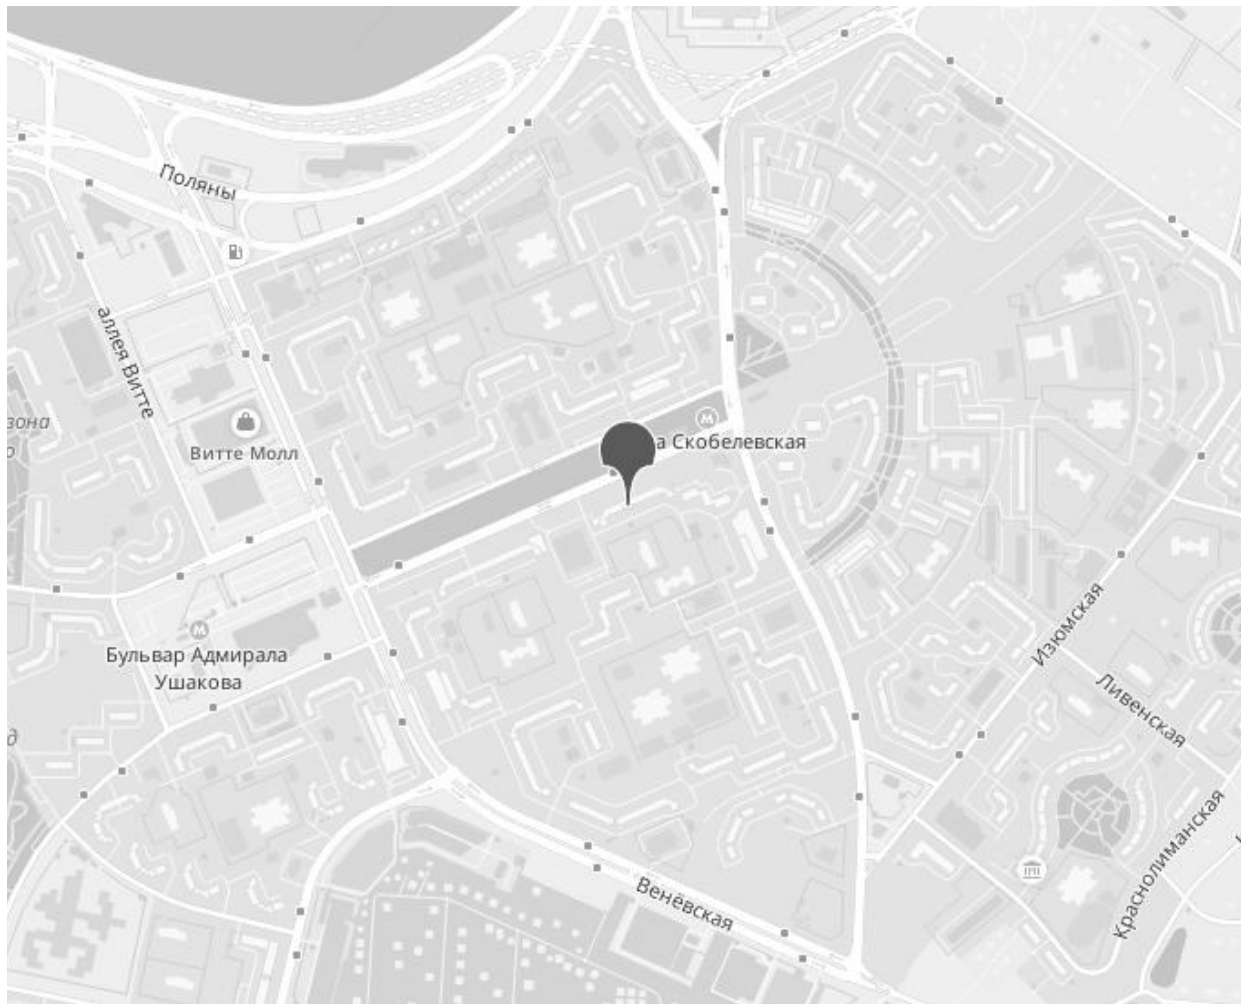 Поляны
аллея Витте
зона
о
Витте Молл
а Скобелевская
Бульвар Адмирала
Ушакова
д
Изюмская
Ливенская
Краснолиманская
Венёвская